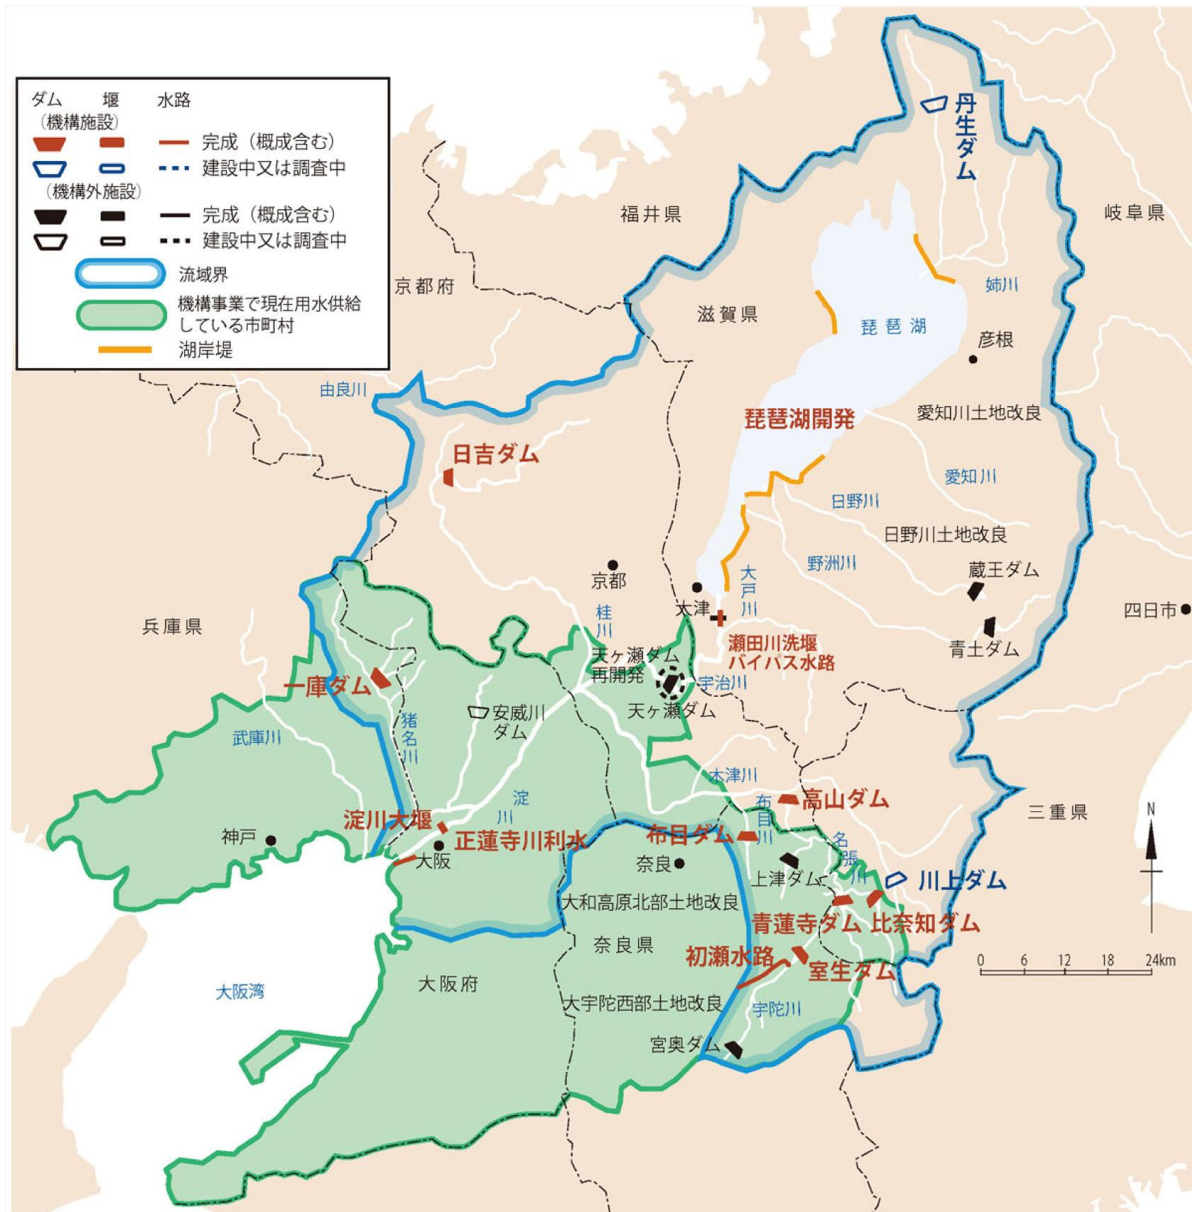 ダム 堰 水路
(機構施設)
完成（概成含む）
建設中又は調査中
(機構外施設)
完成（概成含む）
建設中又は調査中
流域界
機構事業で現在用水供給
している市町村
湖岸堤
丹生ダム
福井県
岐阜県
京都府
滋賀県
姉川
琵琶湖
彦根
由良川
琵琶湖開発
愛知川土地改良
日吉ダム
愛知川
日野川
日野川土地改良
野洲川
蔵王ダム
京都
大津
大戸川
四日市
桂川
兵庫県
瀬田川洗堰
バイパス水路
青土ダム
天ヶ瀬ダム
再開発
宇治川
一庫ダム
天ヶ瀬ダム
安威川
ダム
猪名川
武庫川
木津川
淀川
布目川
高山ダム
三重県
N
淀川大堰
正蓮寺川利水
布目ダム
名張川
神戸
大阪
奈良
上津ダム
川上ダム
大和高原北部土地改良
青蓮寺ダム
比奈知ダム
奈良県
初瀬水路
室生ダム
0 6 12 18 24km
大阪府
大阪湾
大宇陀西部土地改良
宇陀川
宮奥ダム